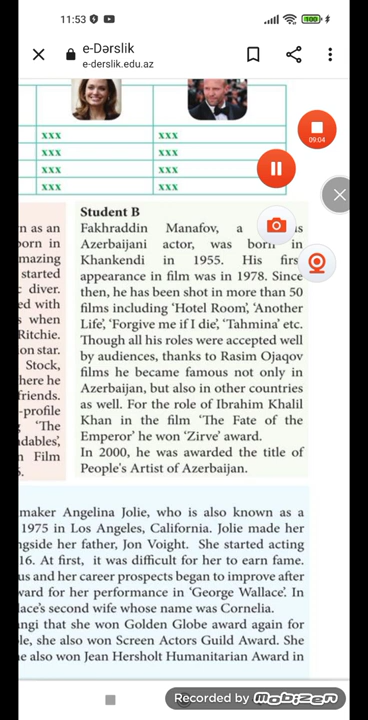 11:53
100
e-Dərslik
e-derslik.edu.az
xxx xxx
xxx xxx
xxx xxx
xxx xxx
09:04
n as an
orn in
mazing
started
c diver.
ed with
s when
Ritchie.
on star.
Stock,
here he
friends.
-profile
'The
dables',
n Film
Student B
Fakhraddin Manafov, a
Azerbaijani actor, was born in
Khankendi in 1955. His firs
appearance in film was in 1978. Since
then, he has been shot in more than 50
films including 'Hotel Room', 'Another
Life', 'Forgive me if I die', 'Tahmina' etc.
Though all his roles were accepted well
by audiences, thanks to Rasim Ojaqov
films he became famous not only in
Azerbaijan, but also in other countries
as well. For the role of Ibrahim Khalil
Khan in the film 'The Fate of the
Emperor' he won 'Zirve' award.
In 2000, he was awarded the title of
People's Artist of Azerbaijan.
maker Angelina Jolie, who is also known as a
1975 in Los Angeles, California. Jolie made her
ngside her father, Jon Voight. She started acting
16. At first, it was difficult for her to earn fame.
us and her career prospects began to improve after
ward for her performance in 'George Wallace'. In
lace's second wife whose name was Cornelia.
angi that she won Golden Globe award again for
le, she also won Screen Actors Guild Award. She
e also won Jean Hersholt Humanitarian Award in
Recorded by mobizen